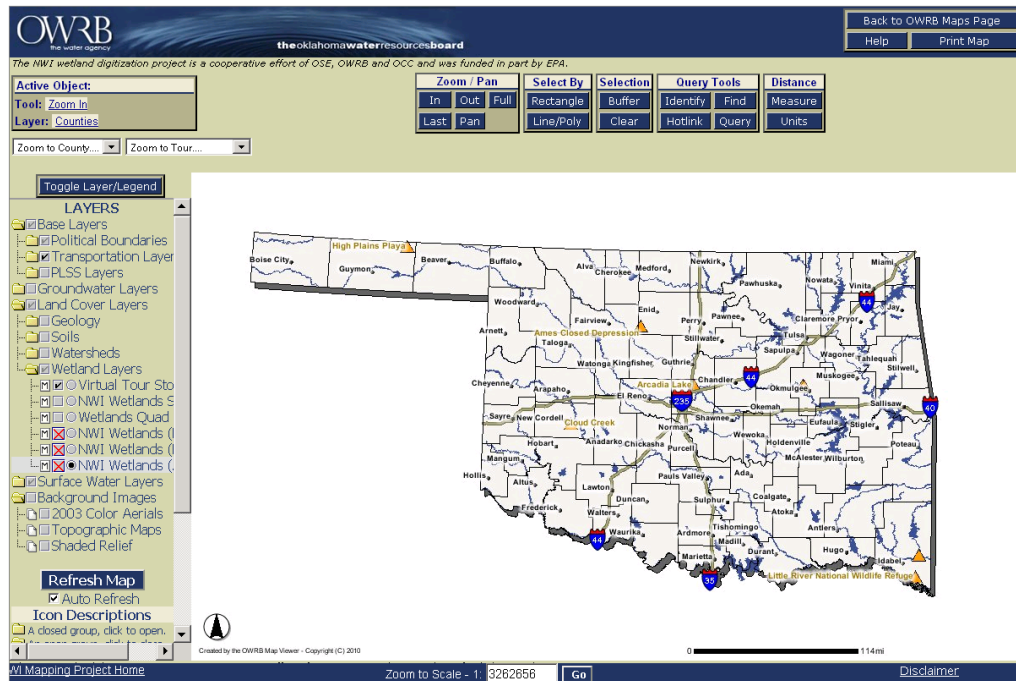 OWRB
the water agency
theoklahomawaterresourcesboard
Back to OWRB Maps Page
Help
Print Map
The NWI wetland digitization project is a cooperative effort of OSE, OWRB and OCC and was funded in part by EPA.
Active Object:
Tool: Zoom In
Layer: Counties
Zoom / Pan
In Out Full
Last Pan
Select By
Rectangle
Line/Poly
Selection
Buffer
Clear
Query Tools
Identify Find
Hotlink Query
Distance
Measure
Units
Zoom to County....
Zoom to Tour....
Toggle Layer/Legend
LAYERS
Base Layers
Political Boundaries
Transportation Layer
PLSS Layers
Groundwater Layers
Land Cover Layers
Geology
Soils
Watersheds
Wetland Layers
M Virtual Tour Sto
M NWI Wetlands S
M Wetlands Quad
M NWI Wetlands (
M NWI Wetlands (
M NWI Wetlands (.
Surface Water Layers
Background Images
2003 Color Aerials
Topographic Maps
Shaded Relief
Refresh Map
Auto Refresh
Icon Descriptions
A closed group, click to open.
Boise City
High Plains Playa
Guymon
Beaver
Buffalo
Alva
Cherokee
Medford
Newkirk
Pawhuska
Nowata
Vinita
Miami
Woodward
Enid
44
Jay
Fairview
Perry
Pawnee
Claremore
Pryor
Arnett
Ames Closed Depression
Taloga
Stillwater
Tulsa
Sapulpa
Wagoner
Tahlequah
Watonga
Kingfisher
Guthrie
Stilwell
Cheyenne
Arapaho
Arcadia Lake
Chandler
44
Okmulgee
Muskogee
El Reno
235
Okemah
Sallisaw
40
Sayre
New Cordell
Cloud Creek
Shawnee
Norman
Eufaula
Stigler
Wewoka
Holdenville
Hobart
Anadarko
Chickasha
Purcell
Poteau
Mangum
McAlester
Wilburton
Hollis
Altus
Lawton
Pauls Valley
Ada
Duncan
Sulphur
Coalgate
Frederick
Walters
Atoka
Waurika
Ardmore
Tishomingo
Antlers
44
Madill
Marietta
Durant
Hugo
Idabel
35
Little River National Wildlife Refuge
Created by the OWRB Map Viewer - Copyright (C) 2010
0
114mi
WI Mapping Project Home
Zoom to Scale - 1: 3262656
Go
Disclaimer